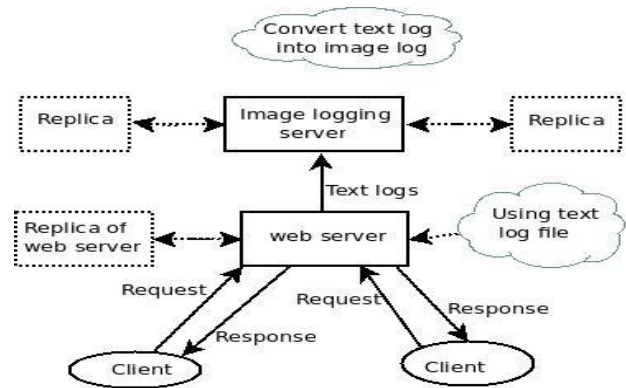 Convert text log
into image log
Replica
Image logging
server
Replica
Text logs
Replica of
web server
web server
Using text
log file
Request
Response
Request
Response
Client
Client